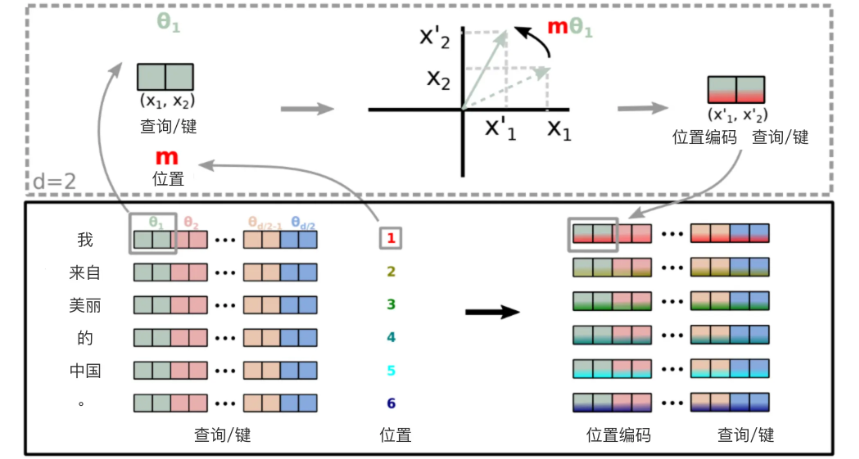 θ₁
x'₂
mθ₁
x₂
(x₁, x₂)
查询/键
x'₁ x₁
(x'₁, x'₂)
位置编码 查询/键
m
位置
d=2
θ₁ θ₂ θd/2-1 θd/2
我 ... 1 ...
来自 ... 2 ...
美丽 ... 3 ...
的 ... 4 ...
中国 ... 5 ...
。 ... 6 ...
查询/键 位置 位置编码 查询/键